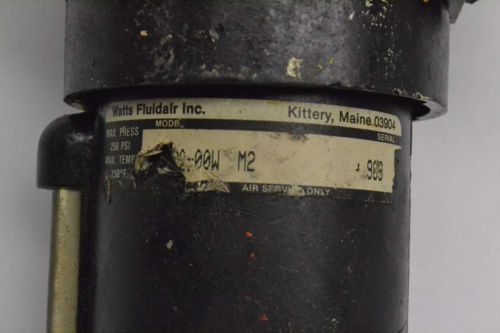 Watts Fluidair Inc. Kittery, Maine 03904
MODEL SERIAL
MAX. PRESS
250 PSI
MAX. TEMP.
150°F.
-00W M2
AIR SERVICE ONLY